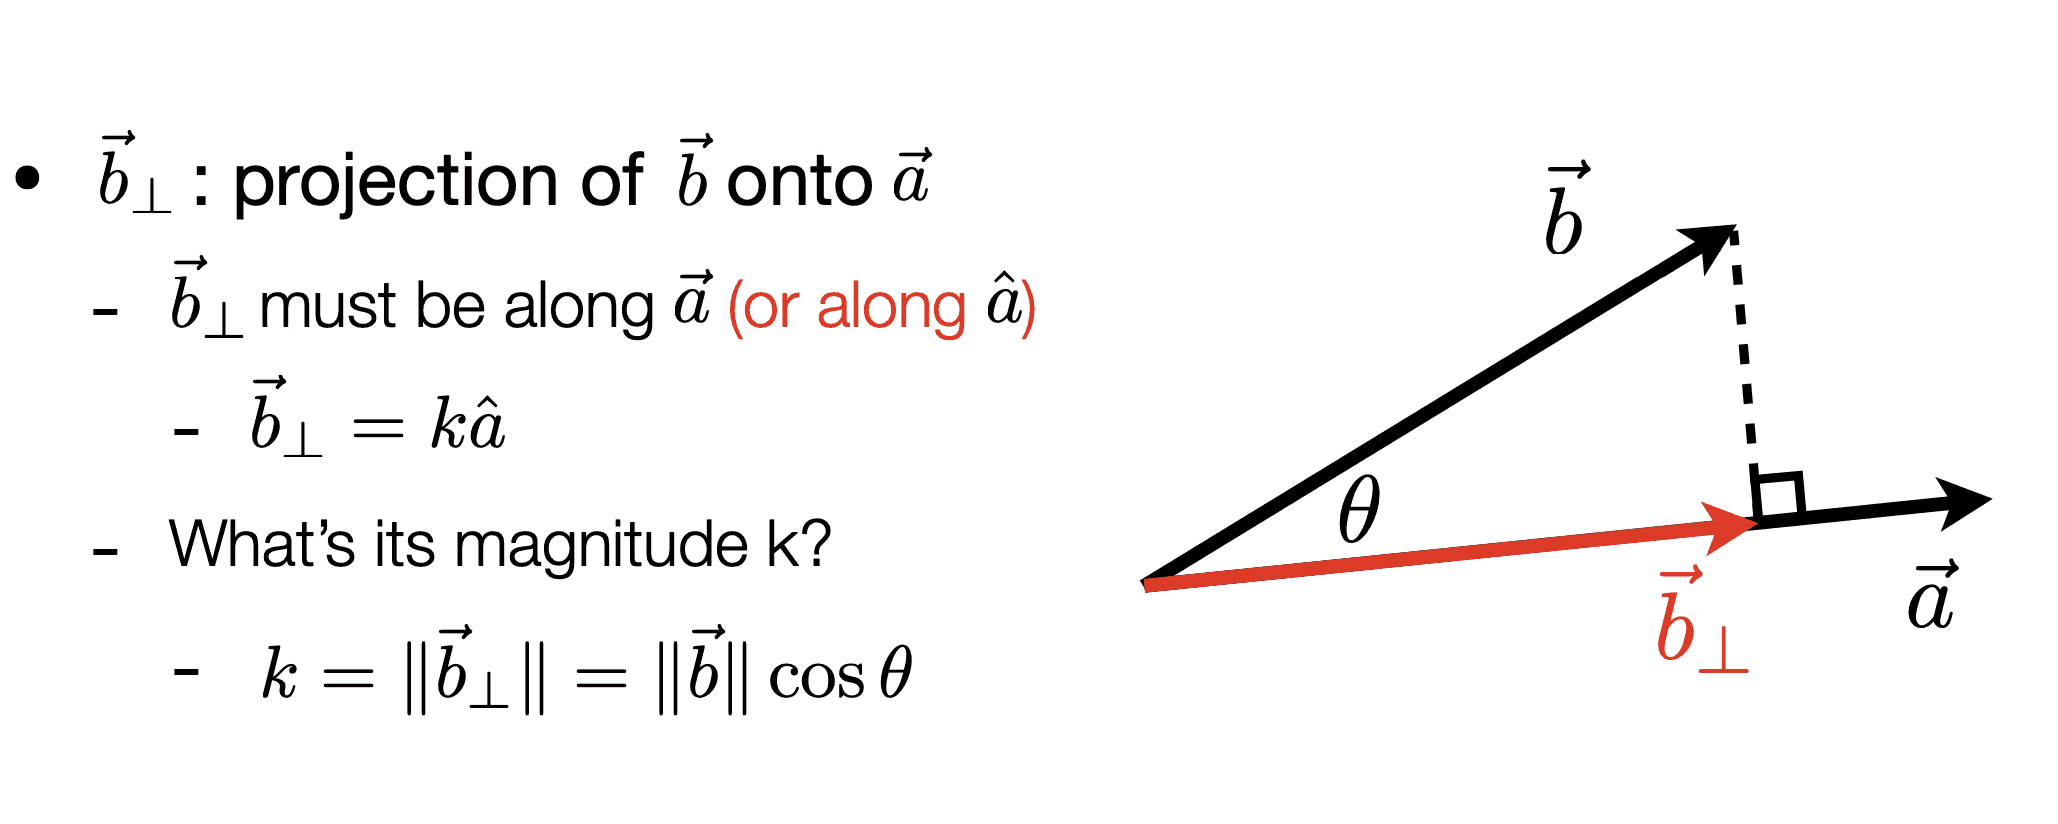 • $\vec{b}_\perp$ : projection of $\vec{b}$ onto $\vec{a}$
- $\vec{b}_\perp$ must be along $\vec{a}$ (or along $\hat{a}$)
- $\vec{b}_\perp = k\hat{a}$
- What’s its magnitude k?
- $k = \|\vec{b}_\perp\| = \|\vec{b}\| \cos\theta$
$\vec{b}$
$\theta$
$\vec{b}_\perp$
$\vec{a}$